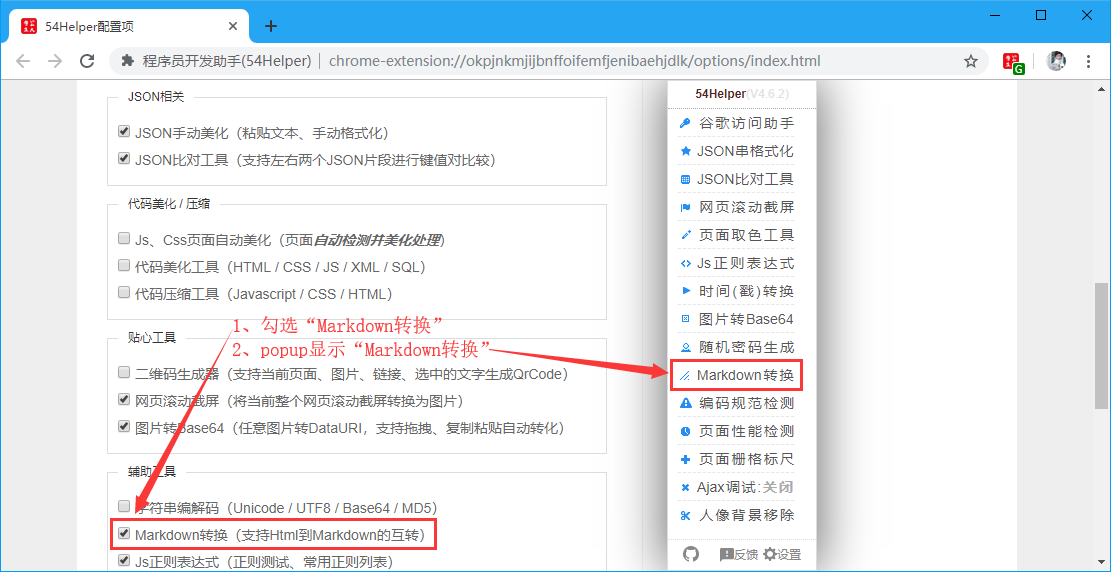 54Helper配置项
程序员开发助手(54Helper)
chrome-extension://okpjnkmjijbnffoifemfjenibaehjdlk/options/index.html
G
JSON相关
JSON手动美化（粘贴文本、手动格式化）
JSON比对工具（支持左右两个JSON片段进行键值对比较）
代码美化 / 压缩
Js、Css页面自动美化（页面自动检测并美化处理）
代码美化工具（HTML / CSS / JS / XML / SQL）
代码压缩工具（Javascript / CSS / HTML）
1、勾选“Markdown转换”
2、popup显示“Markdown转换”
贴心工具
二维码生成器（支持当前页面、图片、链接、选中的文字生成QrCode）
网页滚动截屏（将当前整个网页滚动截屏转换为图片）
图片转Base64（任意图片转DataURI，支持拖拽、复制粘贴自动转化）
辅助工具
字符串编解码（Unicode / UTF8 / Base64 / MD5）
Markdown转换（支持Html到Markdown的互转）
Js正则表达式（正则测试、常用正则列表）
54Helper(V4.6.2)
谷歌访问助手
JSON串格式化
JSON比对工具
网页滚动截屏
页面取色工具
Js正则表达式
时间(戳)转换
图片转Base64
随机密码生成
Markdown转换
编码规范检测
页面性能检测
页面栅格标尺
Ajax调试:关闭
人像背景移除
反馈 设置